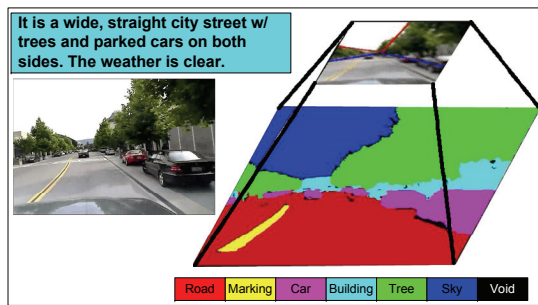 It is a wide, straight city street w/
trees and parked cars on both
sides. The weather is clear.
Road Marking Car Building Tree Sky Void